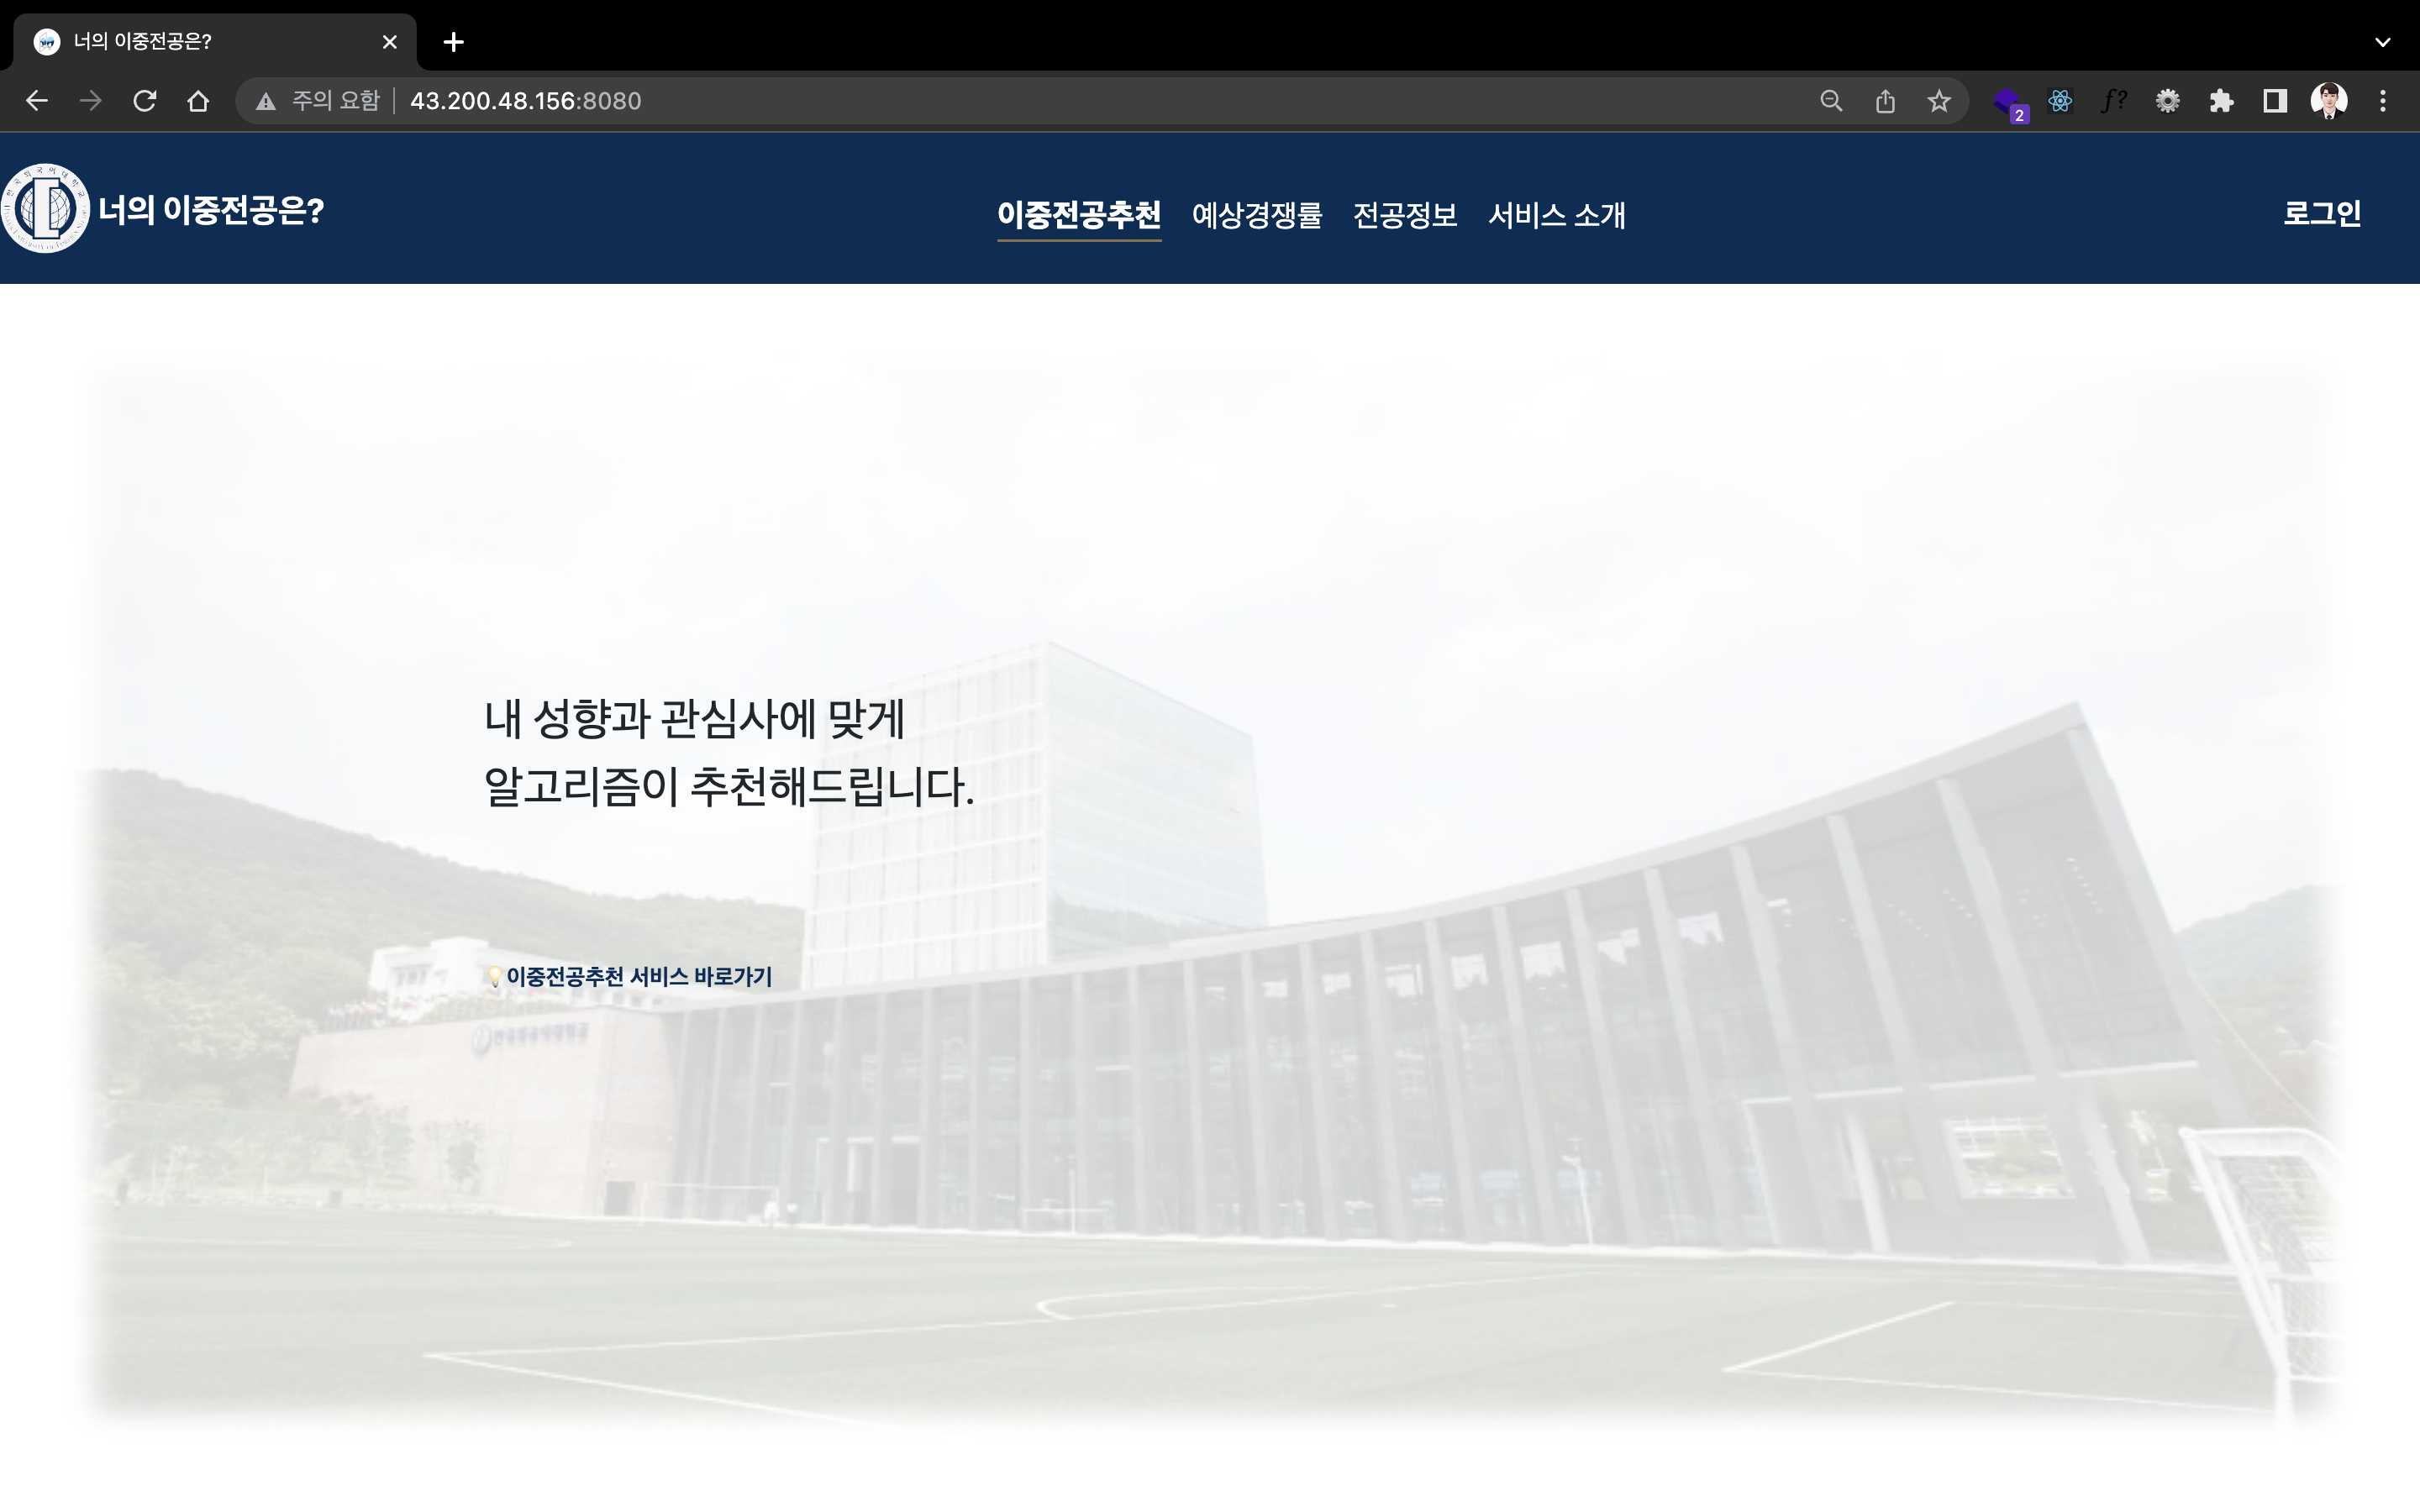 너의 이중전공은?
주의 요함 43.200.48.156:8080
2
f?
너의 이중전공은?
이중전공추천 예상경쟁률 전공정보 서비스 소개
로그인
내 성향과 관심사에 맞게
알고리즘이 추천해드립니다.
💡이중전공추천 서비스 바로가기